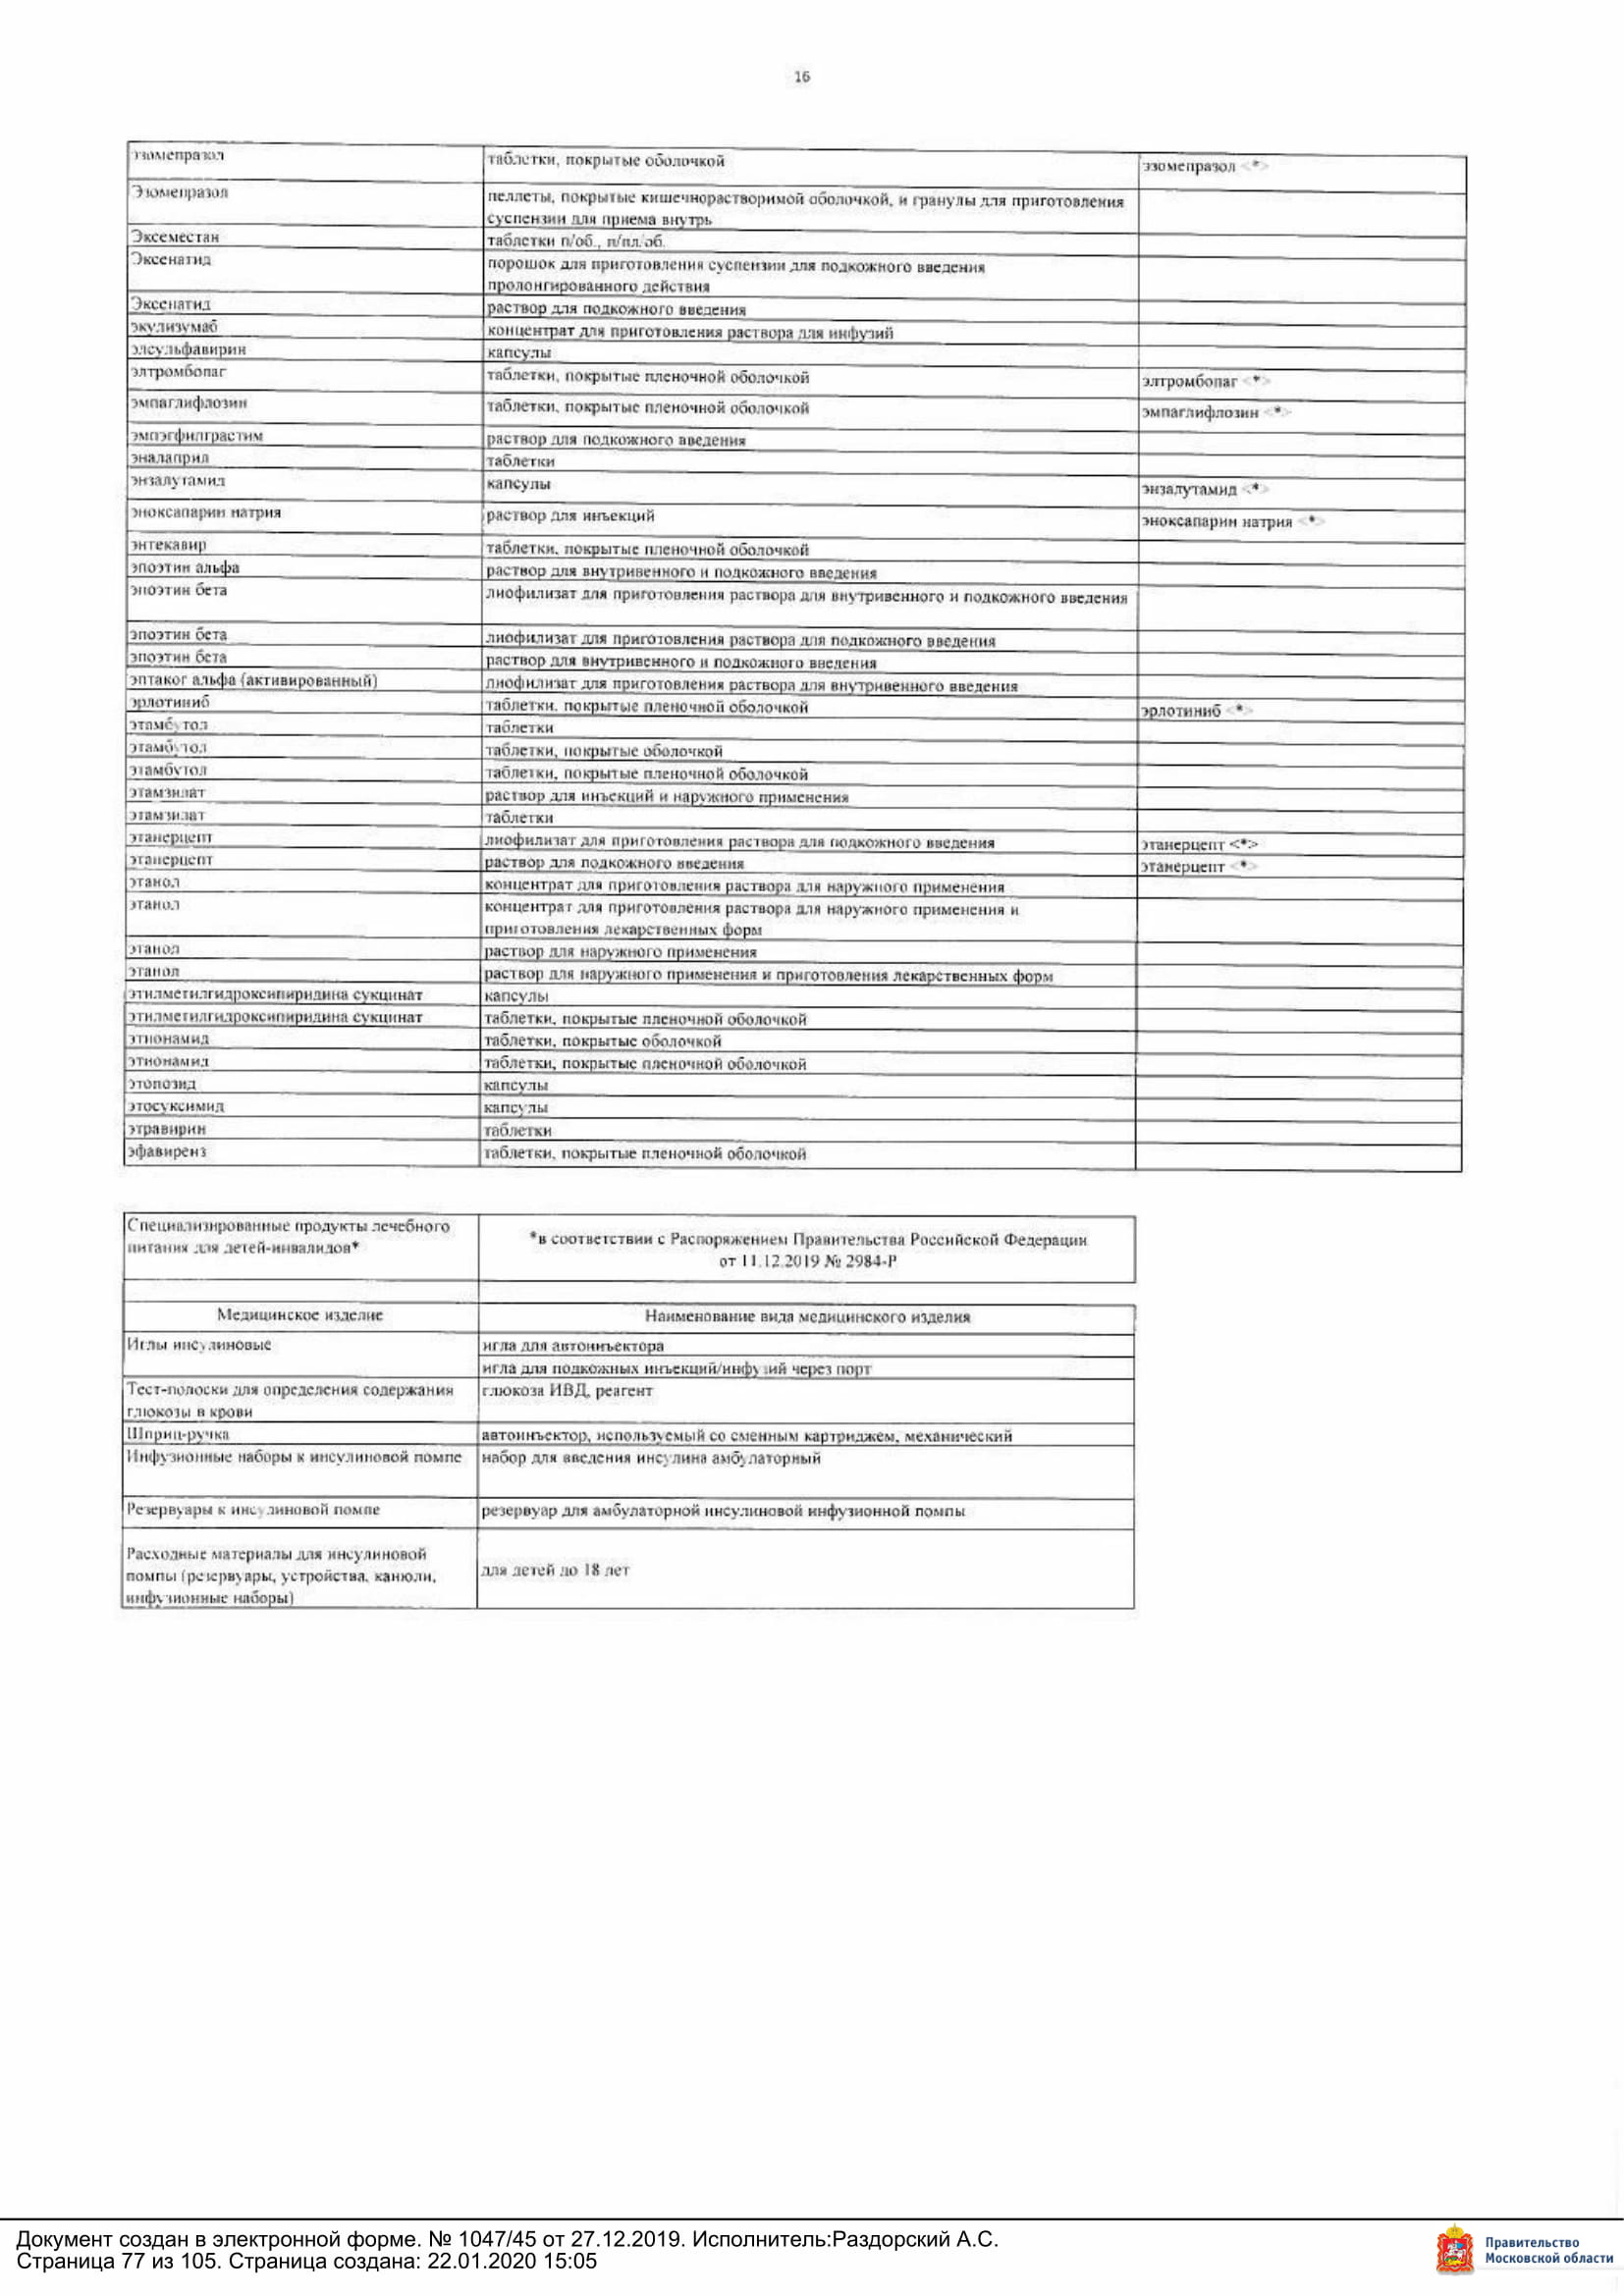 16
эзомепразол таблетки, покрытые оболочкой эзомепразол <*>
Эзомепразол пеллеты, покрытые кишечнорастворимой оболочкой, и гранулы для приготовления
суспензии для приема внутрь
Эксеместан таблетки п/об., п/пл.об.
Эксенатид порошок для приготовления суспензии для подкожного введения
пролонгированного действия
Эксенатид раствор для подкожного введения
экулизумаб концентрат для приготовления раствора для инфузий
элсульфавирин капсулы
элтромбопаг таблетки, покрытые пленочной оболочкой элтромбопаг <*>
эмпаглифлозин таблетки, покрытые пленочной оболочкой эмпаглифлозин <*>
эмпэгфилграстим раствор для подкожного введения
эналаприл таблетки
энзалутамид капсулы энзалутамид <*>
эноксапарин натрия раствор для инъекций эноксапарин натрия <*>
энтекавир таблетки, покрытые пленочной оболочкой
эпоэтин альфа раствор для внутривенного и подкожного введения
эпоэтин бета лиофилизат для приготовления раствора для внутривенного и подкожного введения
эпоэтин бета лиофилизат для приготовления раствора для подкожного введения
эпоэтин бета раствор для внутривенного и подкожного введения
эптаког альфа (активированный) лиофилизат для приготовления раствора для внутривенного введения
эрлотиниб таблетки, покрытые пленочной оболочкой эрлотиниб <*>
этамбутол таблетки
этамбутол таблетки, покрытые оболочкой
этамбутол таблетки, покрытые пленочной оболочкой
этамзилат раствор для инъекций и наружного применения
этамзилат таблетки
этанерцепт лиофилизат для приготовления раствора для подкожного введения этанерцепт <*>
этанерцепт раствор для подкожного введения этанерцепт <*>
этанол концентрат для приготовления раствора для наружного применения
этанол концентрат для приготовления раствора для наружного применения и
приготовления лекарственных форм
этанол раствор для наружного применения
этанол раствор для наружного применения и приготовления лекарственных форм
этилметилгидроксипиридина сукцинат капсулы
этилметилгидроксипиридина сукцинат таблетки, покрытые пленочной оболочкой
этионамид таблетки, покрытые оболочкой
этионамид таблетки, покрытые пленочной оболочкой
этопозид капсулы
этосуксимид капсулы
этравирин таблетки
эфавиренз таблетки, покрытые пленочной оболочкой
Специализированные продукты лечебного
питания для детей-инвалидов*
*в соответствии с Распоряжением Правительства Российской Федерации
от 11.12.2019 № 2984-Р
Медицинское изделие Наименование вида медицинского изделия
Иглы инсулиновые игла для автоинъектора
игла для подкожных инъекций/инфузий через порт
Тест-полоски для определения содержания глюкоза ИВД, реагент
глюкозы в крови
Шприц-ручка автоинъектор, используемый со сменным картриджем, механический
Инфузионные наборы к инсулиновой помпе набор для введения инсулина амбулаторный
Резервуары к инсулиновой помпе резервуар для амбулаторной инсулиновой инфузионной помпы
Расходные материалы для инсулиновой
помпы (резервуары, устройства, канюли, для детей до 18 лет
инфузионные наборы)
Документ создан в электронной форме. № 1047/45 от 27.12.2019. Исполнитель:Раздорский А.С.
Страница 77 из 105. Страница создана: 22.01.2020 15:05
Правительство
Московской области